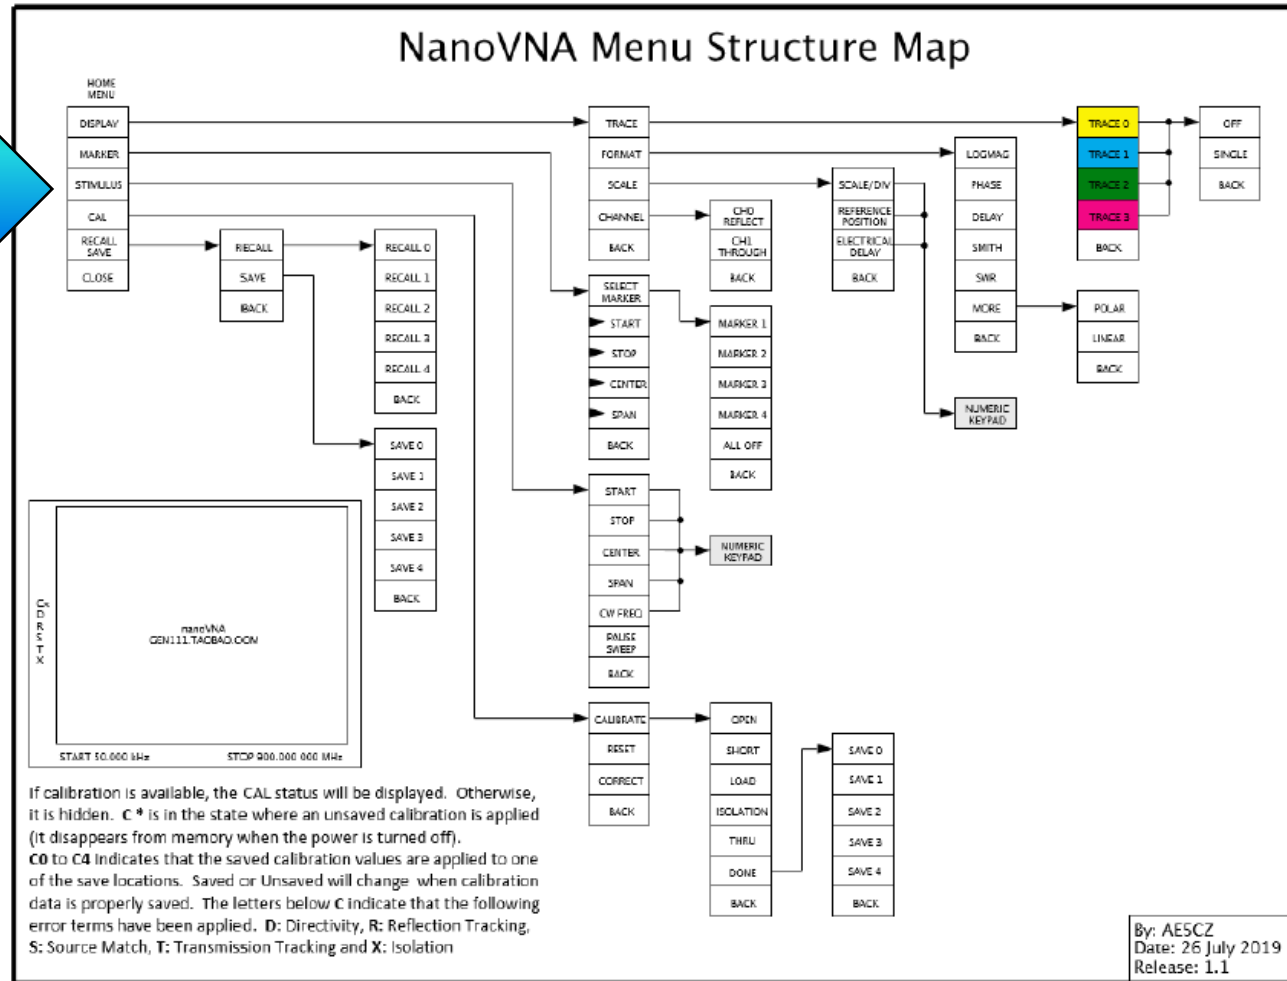 NanoVNA Menu Structure Map
HOME
MENU
DISPLAY
MARKER
STIMULUS
CAL
RECALL
SAVE
CLOSE
RECALL
SAVE
BACK
RECALL 0
RECALL 1
RECALL 2
RECALL 3
RECALL 4
BACK
SAVE 0
SAVE 1
SAVE 2
SAVE 3
SAVE 4
BACK
TRACE
FORMAT
SCALE
CHANNEL
BACK
CH0
REFLECT
CH1
THROUGH
BACK
SCALE/DIV
REFERENCE
POSITION
ELECTRICAL
DELAY
BACK
LOGMAG
PHASE
DELAY
SMITH
SWR
MORE
BACK
TRACE 0
TRACE 1
TRACE 2
TRACE 3
BACK
OFF
SINGLE
BACK
POLAR
LINEAR
BACK
NUMERIC
KEYPAD
SELECT
MARKER
START
STOP
CENTER
SPAN
BACK
MARKER 1
MARKER 2
MARKER 3
MARKER 4
ALL OFF
BACK
START
STOP
CENTER
SPAN
CW FREQ
PAUSE
SWEEP
BACK
NUMERIC
KEYPAD
CALIBRATE
RESET
CORRECT
BACK
OPEN
SHORT
LOAD
ISOLATION
THRU
DONE
BACK
SAVE 0
SAVE 1
SAVE 2
SAVE 3
SAVE 4
BACK
D
R
S
T
X
nanoVNA
GEN111.TAOBAO.COM
START 50.000 kHz STOP 900.000 000 MHz
If calibration is available, the CAL status will be displayed. Otherwise,
it is hidden. C * is in the state where an unsaved calibration is applied
(it disappears from memory when the power is turned off).
C0 to C4 indicates that the saved calibration values are applied to one
of the save locations. Saved or Unsaved will change when calibration
data is properly saved. The letters below C indicate that the following
error terms have been applied. D: Directivity, R: Reflection Tracking,
S: Source Match, T: Transmission Tracking and X: Isolation
By: AE5CZ
Date: 26 July 2019
Release: 1.1